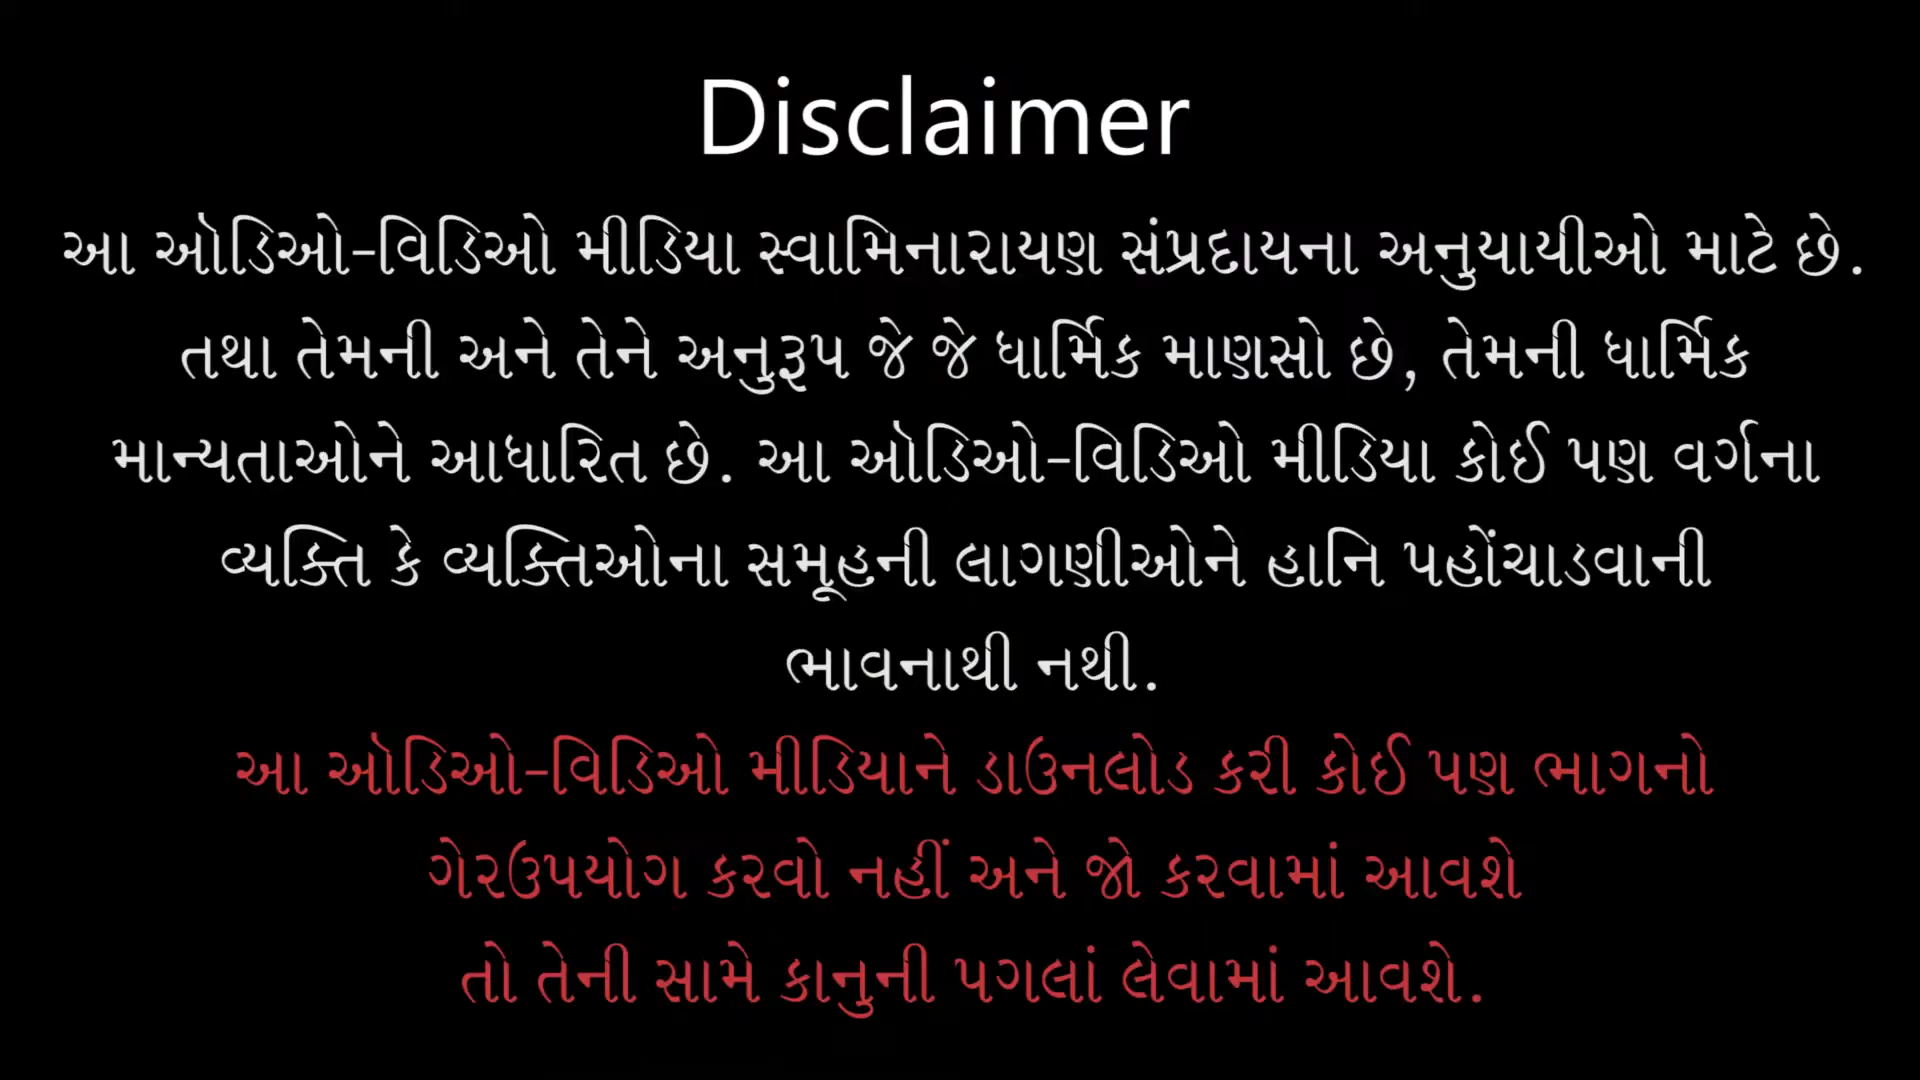 Disclaimer
આ ઓડિઓ-વિડિઓ મીડિયા સ્વામિનારાયણ સંપ્રદાયના અનુયાયીઓ માટે છે.
તથા તેમની અને તેને અનુરૂપ જે જે ધાર્મિક માણસો છે, તેમની ધાર્મિક
માન્યતાઓને આધારિત છે. આ ઓડિઓ-વિડિઓ મીડિયા કોઈ પણ વર્ગના
વ્યક્તિ કે વ્યક્તિઓના સમૂહની લાગણીઓને હાનિ પહોંચાડવાની
ભાવનાથી નથી.
આ ઓડિઓ-વિડિઓ મીડિયાને ડાઉનલોડ કરી કોઈ પણ ભાગનો
ગેરઉપયોગ કરવો નહીં અને જો કરવામાં આવશે
તો તેની સામે કાનુની પગલાં લેવામાં આવશે.